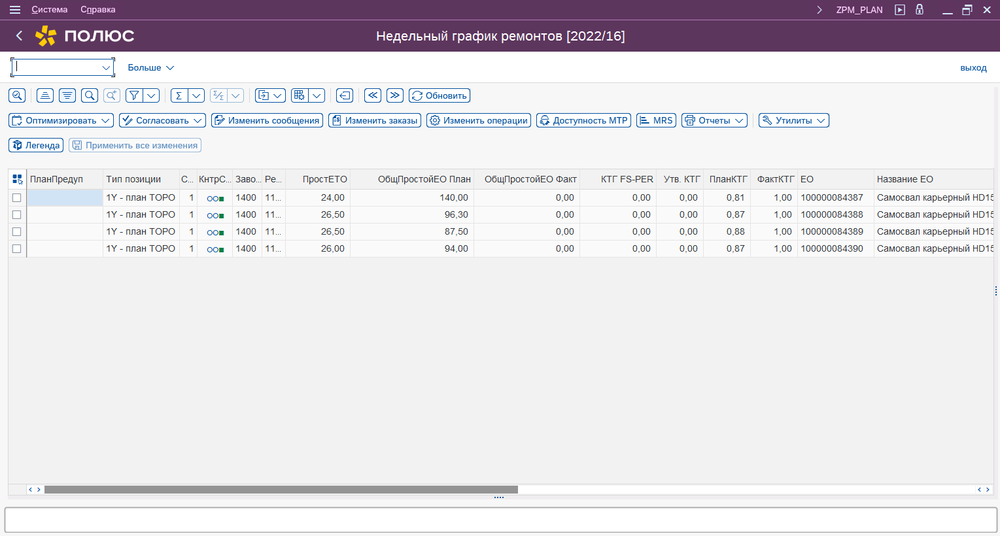 Система Справка ZPM_PLAN
ПОЛЮС Недельный график ремонтов [2022/16]
Больше выход
Обновить
Оптимизировать Согласовать Изменить сообщения Изменить заказы Изменить операции Доступность МТР MRS Отчеты Утилиты
Легенда Применить все изменения
ПланПредуп Тип позиции С... КнтрС... Заво... Ре... ПростЕТО ОбщПростойЕО План ОбщПростойЕО Факт КТГ FS-PER Утв. КТГ ПланКТГ ФактКТГ ЕО Название ЕО
1Y - план ТОРО 1 1400 11... 24,00 140,00 0,00 0,00 0,00 0,81 1,00 100000084387 Самосвал карьерный HD15
1Y - план ТОРО 1 1400 11... 26,50 96,30 0,00 0,00 0,00 0,87 1,00 100000084388 Самосвал карьерный HD15
1Y - план ТОРО 1 1400 11... 26,50 87,50 0,00 0,00 0,00 0,88 1,00 100000084389 Самосвал карьерный HD15
1Y - план ТОРО 1 1400 11... 26,00 94,00 0,00 0,00 0,00 0,87 1,00 100000084390 Самосвал карьерный HD15